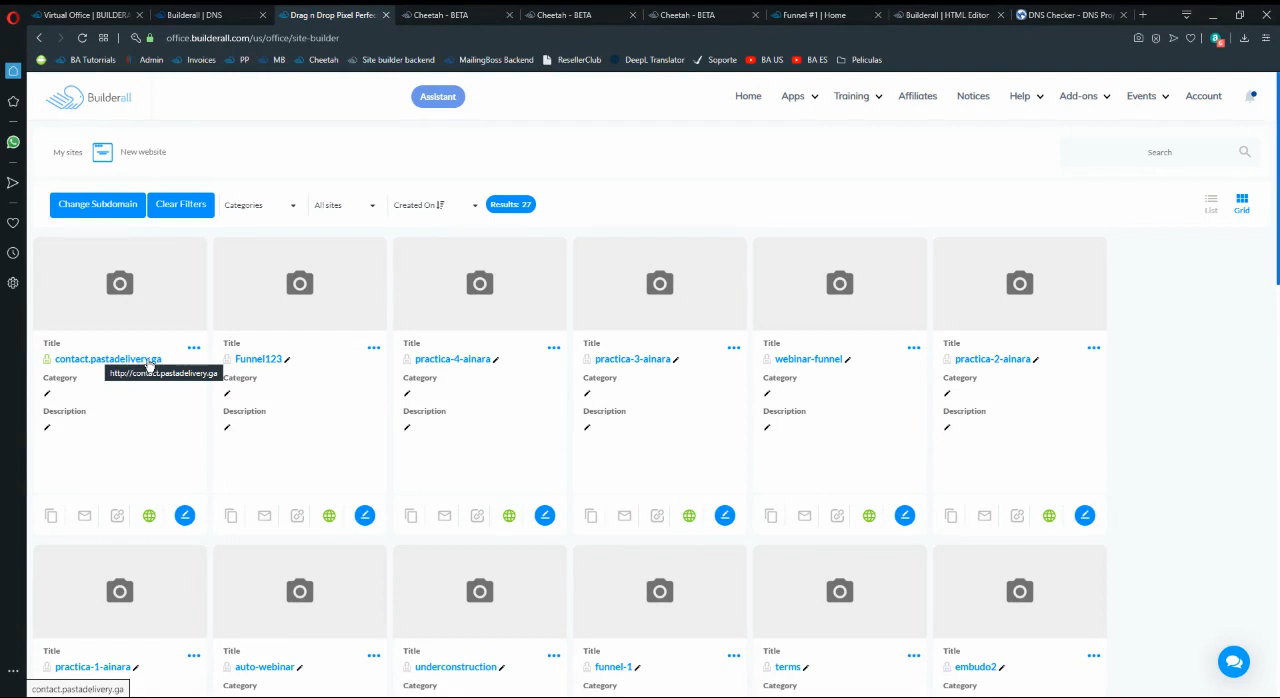 Virtual Office | BUILDERA
Builderall | DNS
Drag n Drop Pixel Perfec
Cheetah - BETA
Cheetah - BETA
Cheetah - BETA
Funnel #1 | Home
Builderall | HTML Editor
DNS Checker - DNS Pro
office.builderall.com/us/office/site-builder
BA Tutorrials
Admin
Invoices
PP
MB
Cheetah
Site builder backend
MailingBoss Backend
ResellerClub
DeepL Translator
Soporte
BA US
BA ES
Peliculas
Builderall
Assistant
Home
Apps
Training
Affiliates
Notices
Help
Add-ons
Events
Account
My sites
New website
Search
Change Subdomain
Clear Filters
Categories
All sites
Created On
Results: 27
List
Grid
Title
contact.pastadelivery.ga
http://contact.pastadelivery.ga
Category
Description
Title
Funnel123
Category
Description
Title
practica-4-ainara
Category
Description
Title
practica-3-ainara
Category
Description
Title
webinar-funnel
Category
Description
Title
practica-2-ainara
Category
Description
Title
practica-1-ainara
Title
auto-webinar
Category
Title
underconstruction
Category
Title
funnel-1
Category
Title
terms
Category
Title
embudo2
Category
contact.pastadelivery.ga